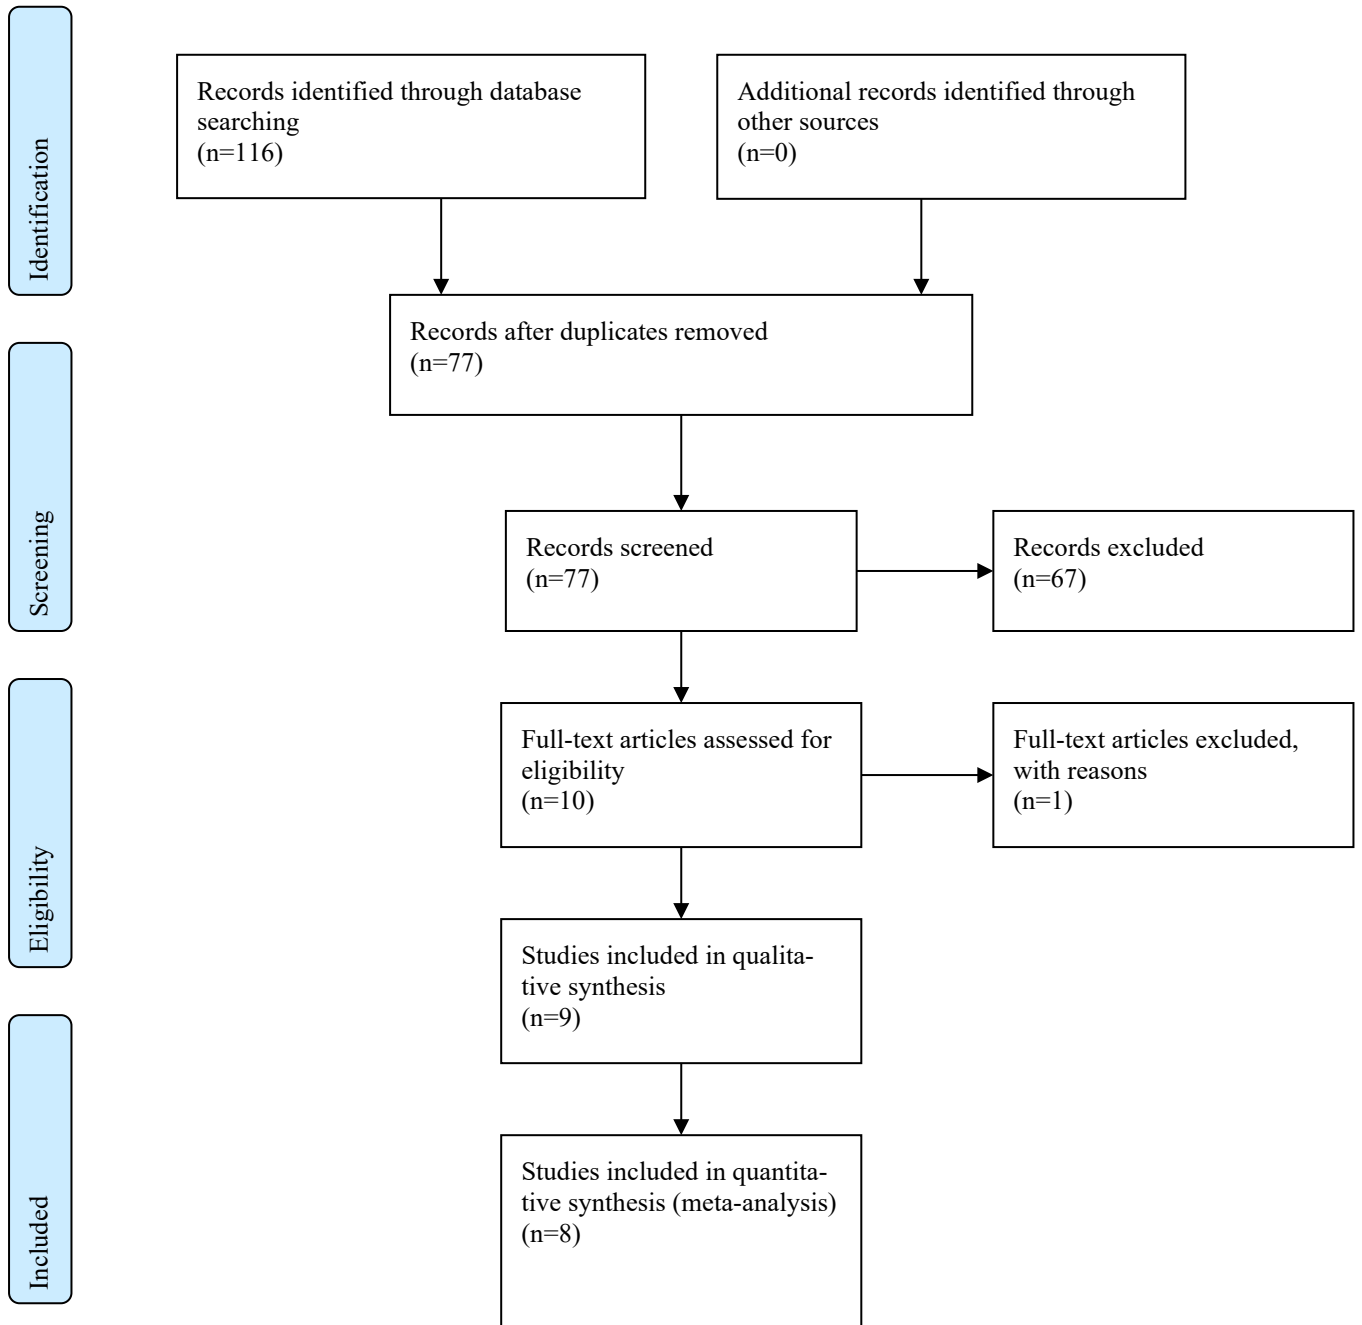 Identification
Records identified through database
searching
(n=116)
Additional records identified through
other sources
(n=0)
Records after duplicates removed
(n=77)
Screening
Records screened
(n=77)
Records excluded
(n=67)
Eligibility
Full-text articles assessed for
eligibility
(n=10)
Full-text articles excluded,
with reasons
(n=1)
Studies included in qualita-
tive synthesis
(n=9)
Included
Studies included in quantita-
tive synthesis (meta-analysis)
(n=8)